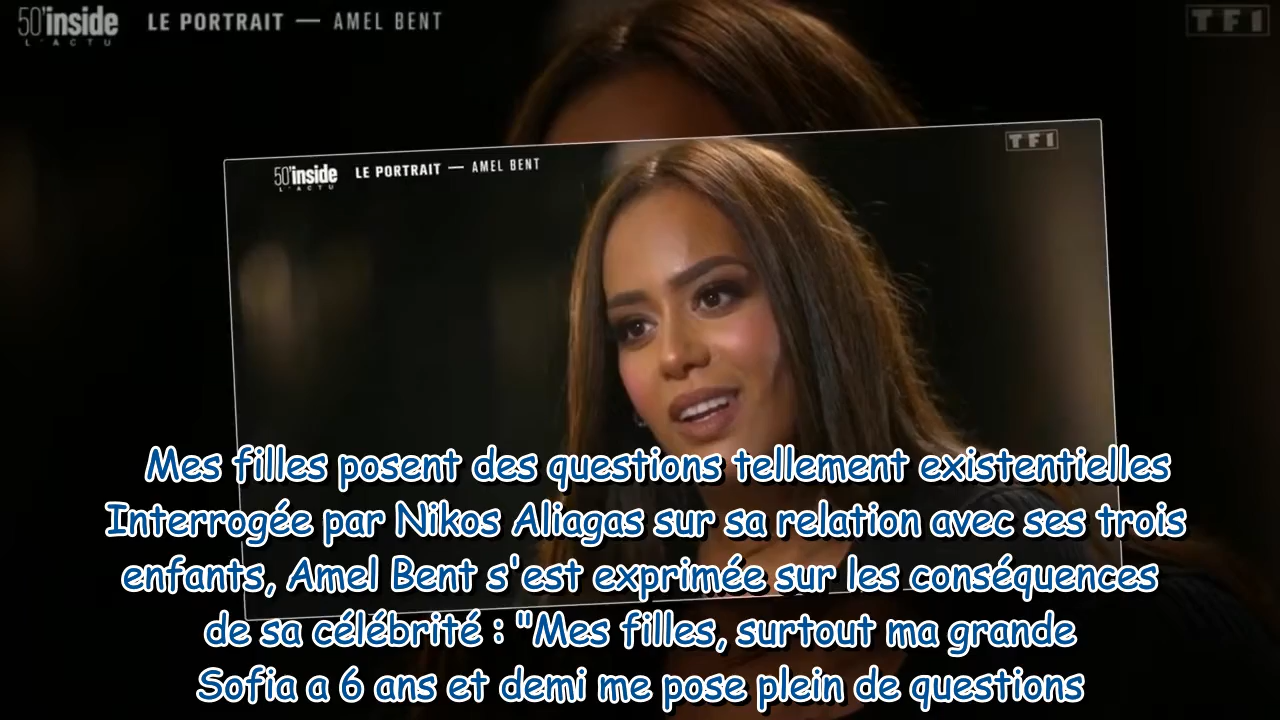 50'inside
L'ACTU
LE PORTRAIT — AMEL BENT
TF1
50'inside
L'ACTU
LE PORTRAIT — AMEL BENT
TF1
Mes filles posent des questions tellement existentielles
Interrogée par Nikos Aliagas sur sa relation avec ses trois
enfants, Amel Bent s'est exprimée sur les conséquences
de sa célébrité : "Mes filles, surtout ma grande
Sofia a 6 ans et demi me pose plein de questions